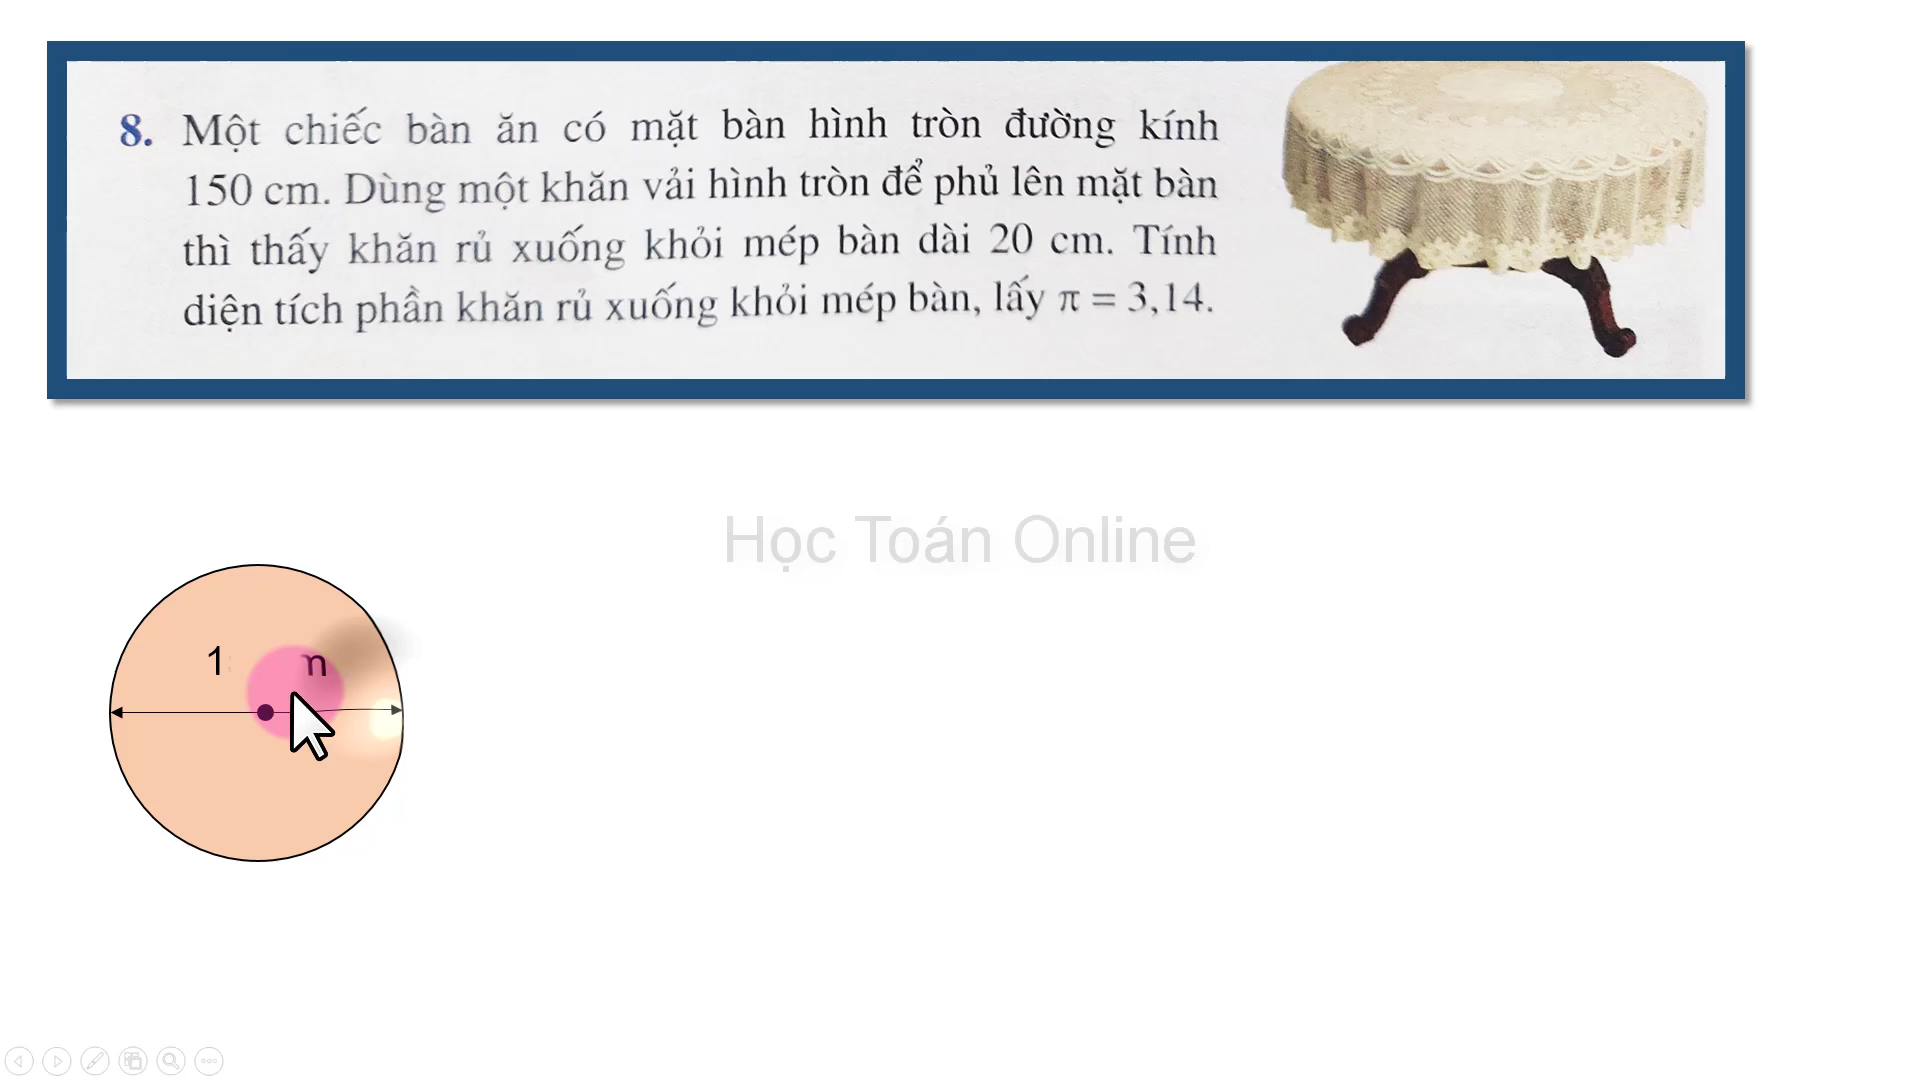 8. Một chiếc bàn ăn có mặt bàn hình tròn đường kính
150 cm. Dùng một khăn vải hình tròn để phủ lên mặt bàn
thì thấy khăn rủ xuống khỏi mép bàn dài 20 cm. Tính
diện tích phần khăn rủ xuống khỏi mép bàn, lấy π = 3,14.
Học Toán Online